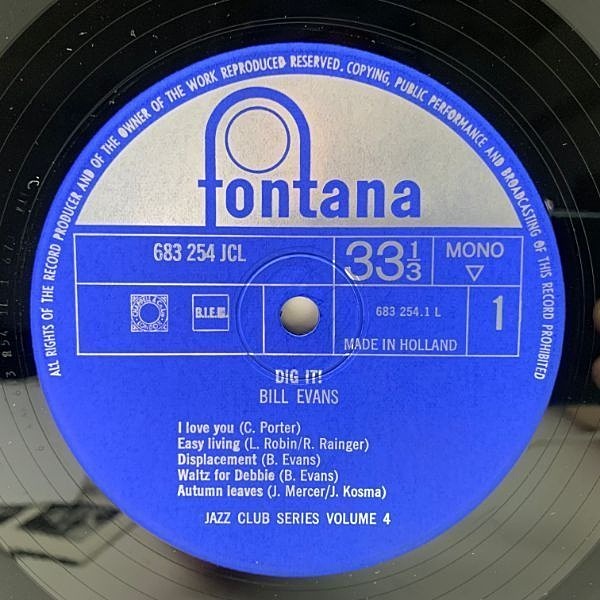 ALL RIGHTS OF THE RECORD PRODUCER AND OF THE OWNER OF THE WORK REPRODUCED RESERVED. COPYING, PUBLIC PERFORMANCE AND BROADCASTING OF THIS RECORD PROHIBITED
fontana
683 254 JCL
33 1/3
MONO
B.I.E.M.
683 254.1 L
1
MADE IN HOLLAND
DIG IT!
BILL EVANS
I love you (C. Porter)
Easy living (L. Robin/R. Rainger)
Displacement (B. Evans)
Waltz for Debbie (B. Evans)
Autumn leaves (J. Mercer/J. Kosma)
JAZZ CLUB SERIES VOLUME 4